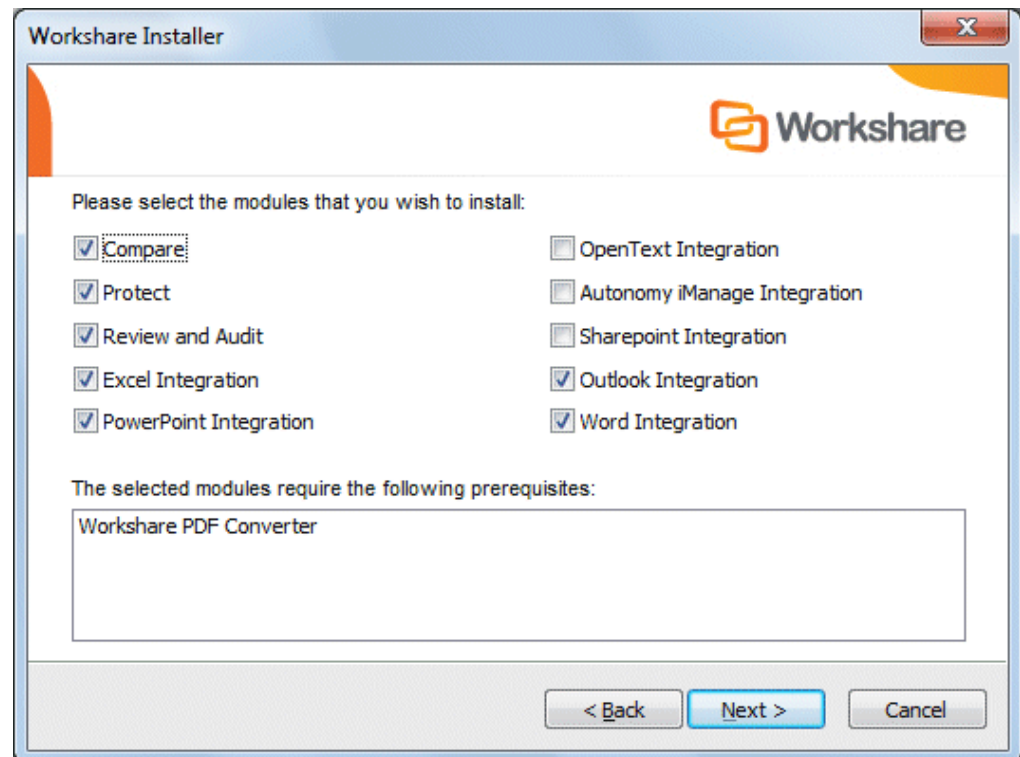 Workshare Installer
Workshare
Please select the modules that you wish to install:
Compare
OpenText Integration
Protect
Autonomy iManage Integration
Review and Audit
Sharepoint Integration
Excel Integration
Outlook Integration
PowerPoint Integration
Word Integration
The selected modules require the following prerequisites:
Workshare PDF Converter
< Back
Next >
Cancel